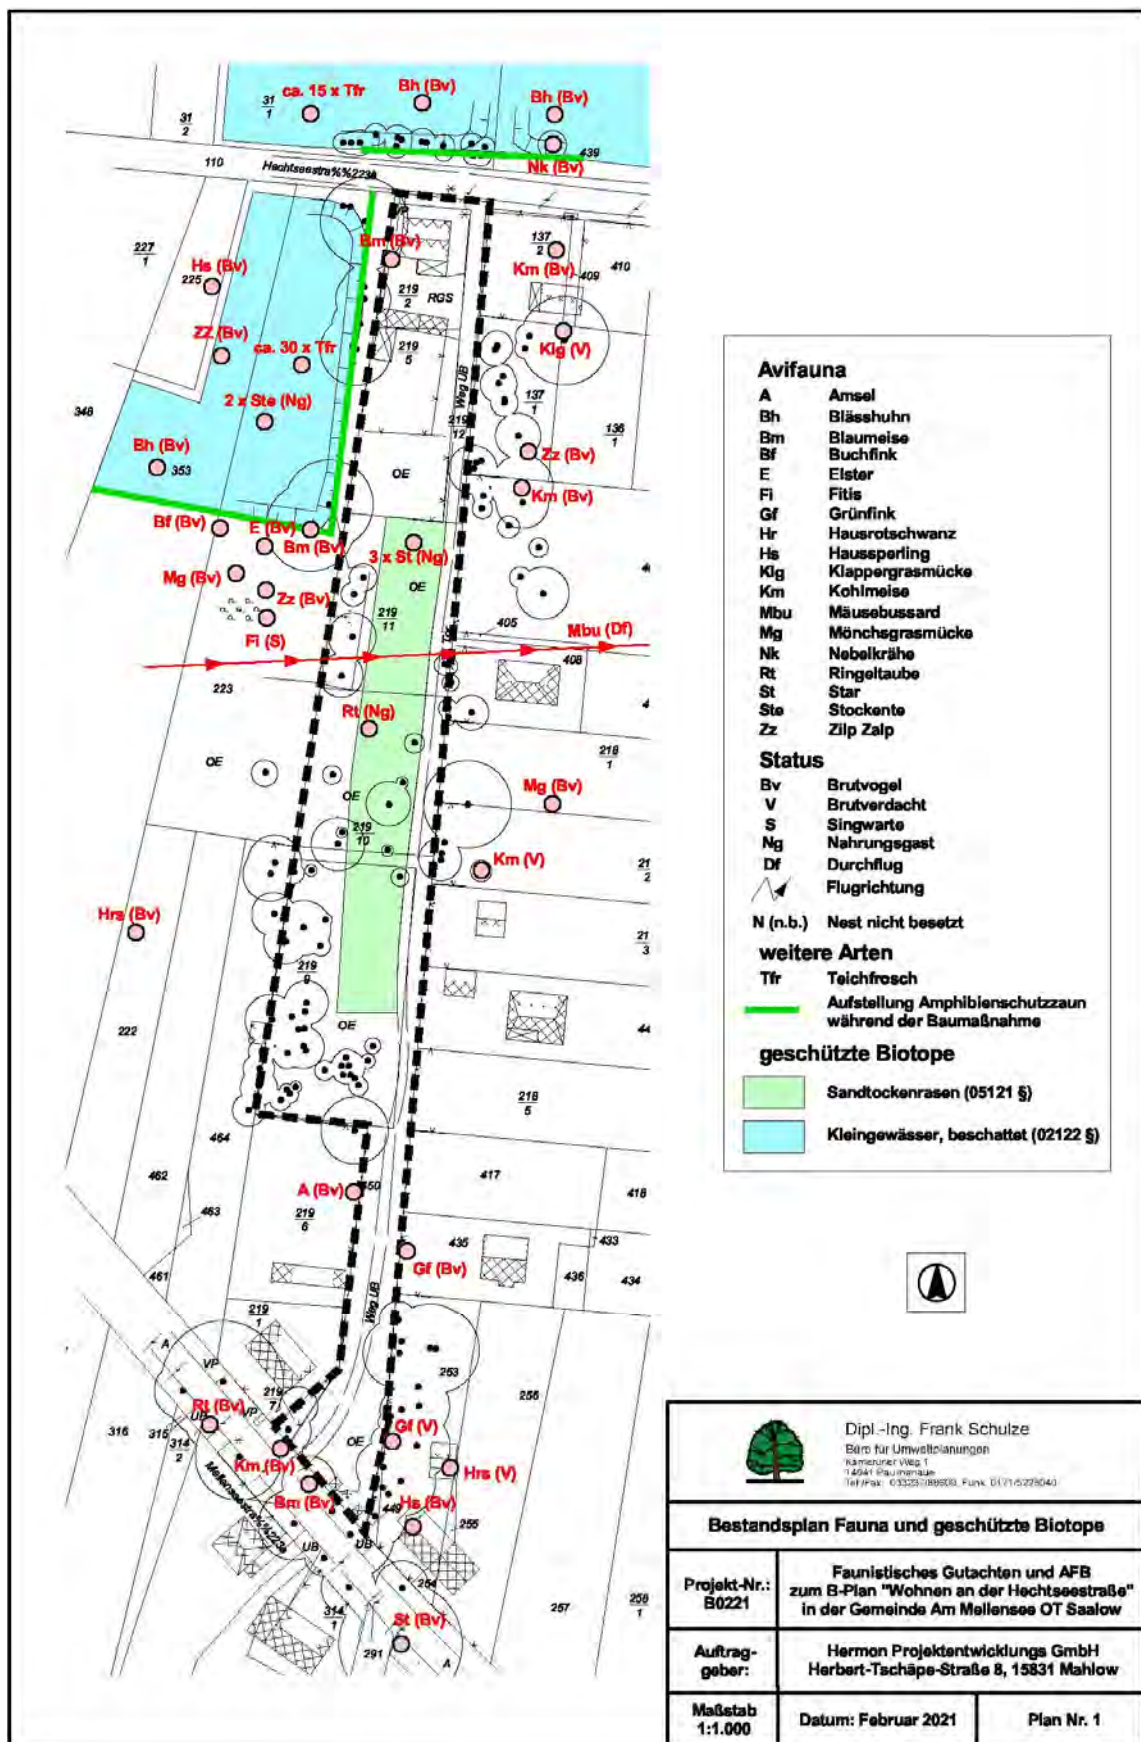 ca. 15 x Tfr
Bh (Bv)
Bh (Bv)
31
1
31
2
439
Nk (Bv)
110
Hechtseestra%%223e
VP
Bm (Bv)
137
2
Km (Bv)
409
410
227
1
Hs (Bv)
225
219
2
RGS
Klg (V)
ZZ (Bv)
ca. 30 x Tfr
219
5
Weg UB
137
1
348
2 x Ste (Ng)
219
12
136
1
Bh (Bv)
353
OE
Zz (Bv)
Km (Bv)
Bf (Bv)
E (Bv)
Bm (Bv)
3 x St (Ng)
OE
Mg (Bv)
Zz (Bv)
Fi (S)
219
11
405
Mbu (Df)
408
223
Rt (Ng)
218
1
OE
OE
Mg (Bv)
219
10
Km (V)
21
2
Hrs (Bv)
21
3
219
9
222
OE
44
218
5
464
462
417
418
463
A (Bv)
450
219
6
435
433
Gf (Bv)
436
434
461
219
1
Weg UB
A
VP
253
256
219
7
316
315
314
2
Rt (Bv)
UB
VP
OE
Gf (V)
Km (Bv)
Hrs (V)
Bm (Bv)
Mellenseestra%%223e
Hs (Bv)
449
255
UB
UB
254
257
258
1
314
1
St (Bv)
291
A
Avifauna
A Amsel
Bh Blässhuhn
Bm Blaumeise
Bf Buchfink
E Elster
Fi Fitis
Gf Grünfink
Hr Hausrotschwanz
Hs Haussperling
Klg Klappergrasmücke
Km Kohlmeise
Mbu Mäusebussard
Mg Mönchsgrasmücke
Nk Nebelkrähe
Rt Ringeltaube
St Star
Ste Stockente
Zz Zilp Zalp
Status
Bv Brutvogel
V Brutverdacht
S Singwarte
Ng Nahrungsgast
Df Durchflug
Flugrichtung
N (n.b.) Nest nicht besetzt
weitere Arten
Tfr Teichfrosch
Aufstellung Amphibienschutzzaun
während der Baumaßnahme
geschützte Biotope
Sandtockenrasen (05121 §)
Kleingewässer, beschattet (02122 §)
Dipl.-Ing. Frank Schulze
Büro für Umweltplanungen
Kameruner Weg 1
Bestandsplan Fauna und geschützte Biotope
Projekt-Nr.:
B0221
Faunistisches Gutachten und AFB
zum B-Plan "Wohnen an der Hechtseestraße"
in der Gemeinde Am Mellensee OT Saalow
Auftrag-
geber:
Hermon Projektentwicklungs GmbH
Herbert-Tschäpe-Straße 8, 15831 Mahlow
Maßstab
1:1.000
Datum: Februar 2021
Plan Nr. 1